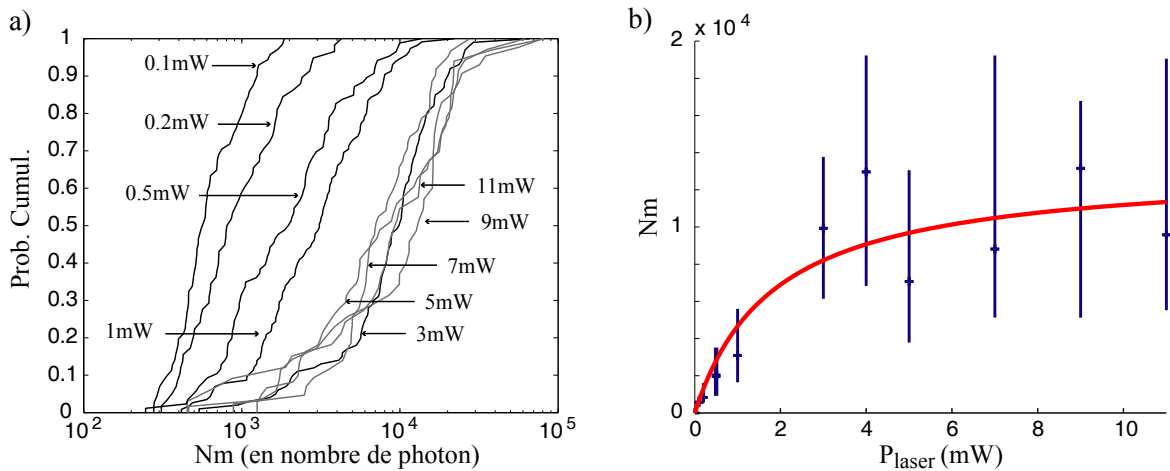 a)
Prob. Cumul.
1
0.9
0.8
0.7
0.6
0.5
0.4
0.3
0.2
0.1
0
0.1mW
0.2mW
0.5mW
1mW
11mW
9mW
7mW
5mW
3mW
10^2
10^3
10^4
10^5
Nm (en nombre de photon)
b)
x 10^4
Nm
2
1
0
0
2
4
6
8
10
P_laser (mW)